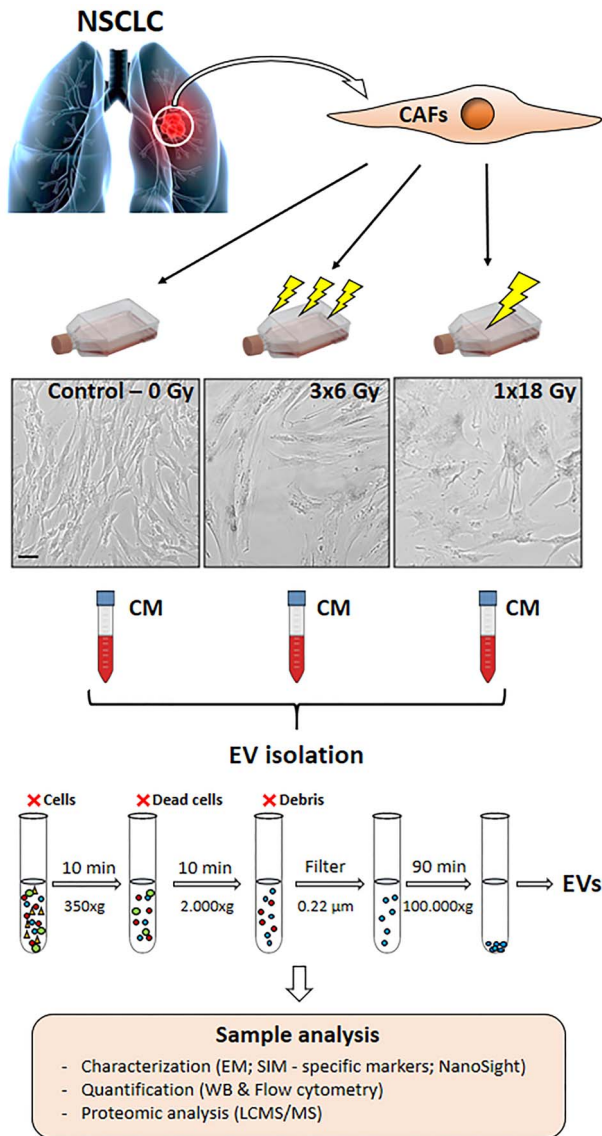 NSCLC
CAFs
Control – 0 Gy
3x6 Gy
1x18 Gy
CM
CM
CM
EV isolation
Cells
Dead cells
Debris
10 min
10 min
Filter
90 min
350xg
2.000xg
0.22 µm
100.000xg
EVs
Sample analysis
- Characterization (EM; SIM - specific markers; NanoSight)
- Quantification (WB & Flow cytometry)
- Proteomic analysis (LCMS/MS)